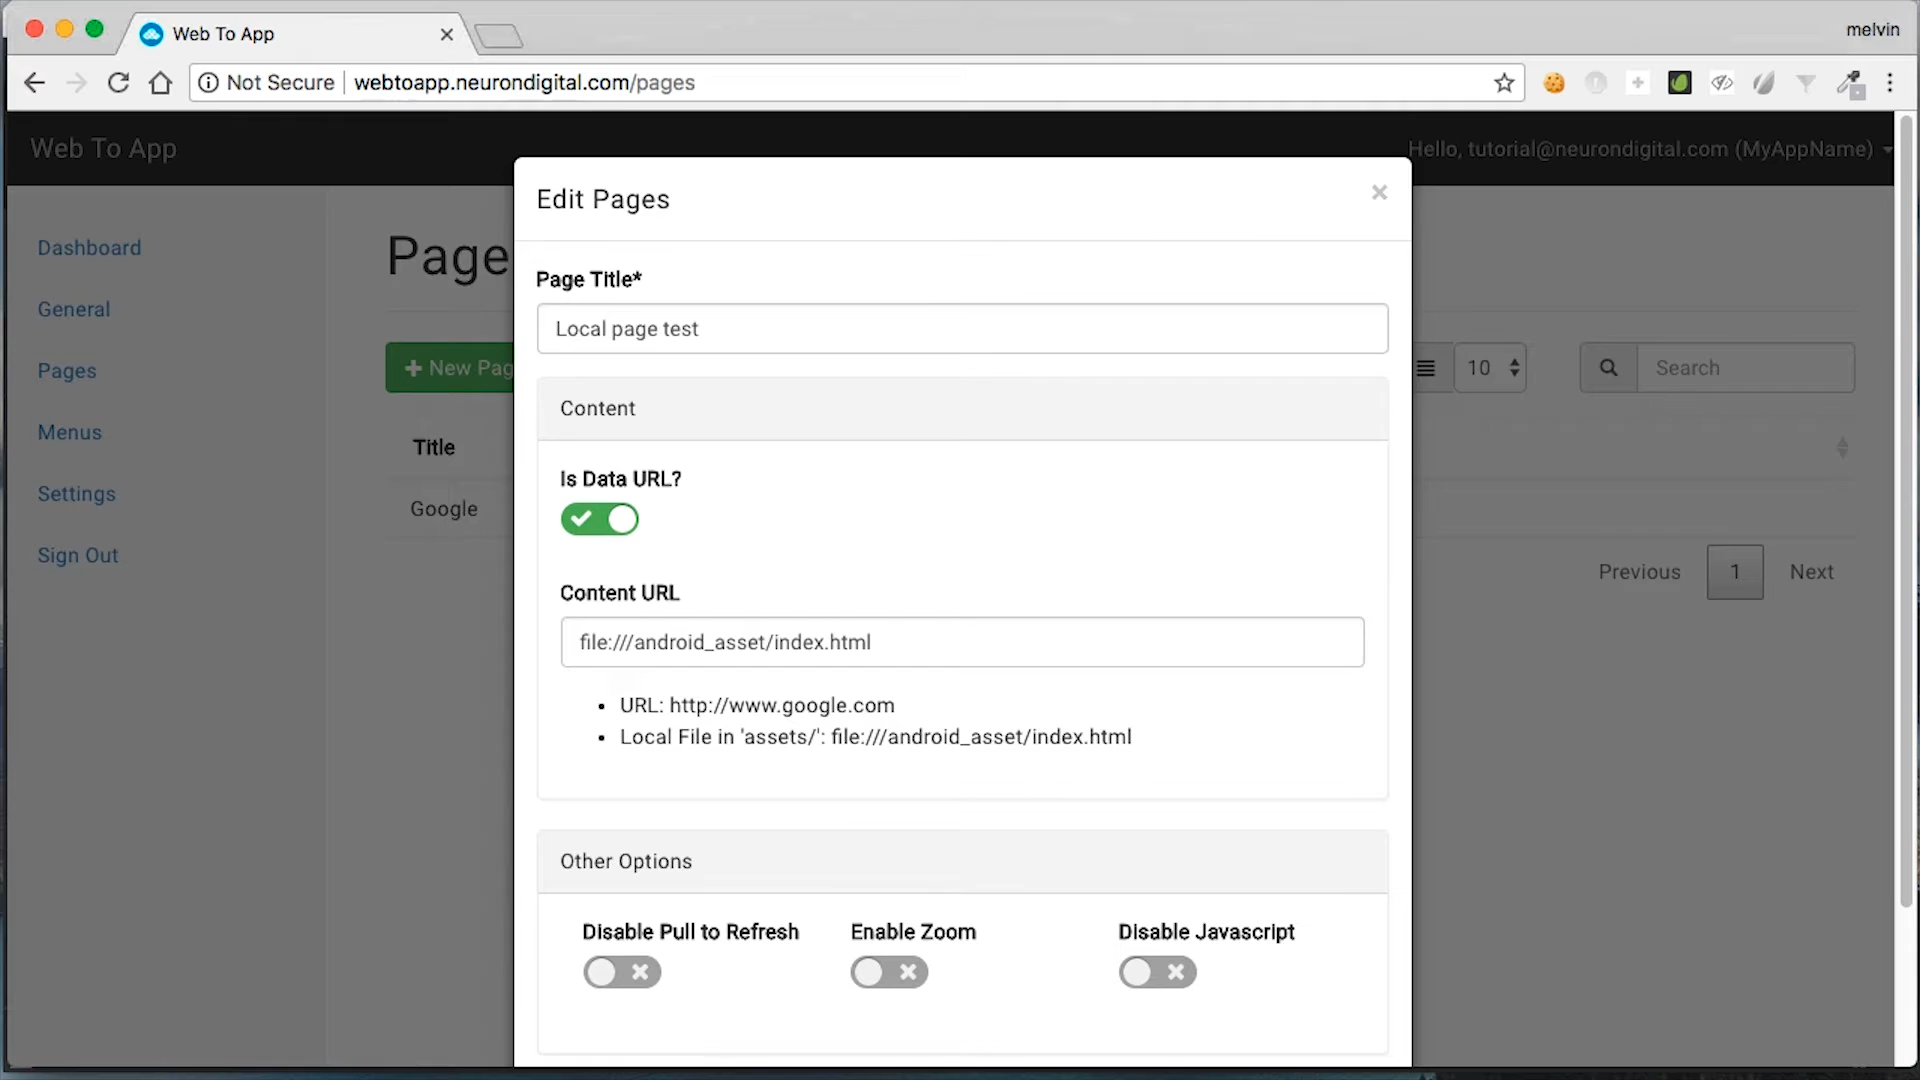 Web To App
melvin
Not Secure
webtoapp.neurondigital.com/pages
Web To App
Hello, tutorial@neurondigital.com (MyAppName)
Dashboard
General
Pages
Menus
Settings
Sign Out
Page
New Pag
10
Search
Title
Google
Previous
1
Next
Edit Pages
×
Page Title*
Local page test
Content
Is Data URL?
Content URL
file:///android_asset/index.html
• URL: http://www.google.com
• Local File in 'assets/': file:///android_asset/index.html
Other Options
Disable Pull to Refresh
Enable Zoom
Disable Javascript